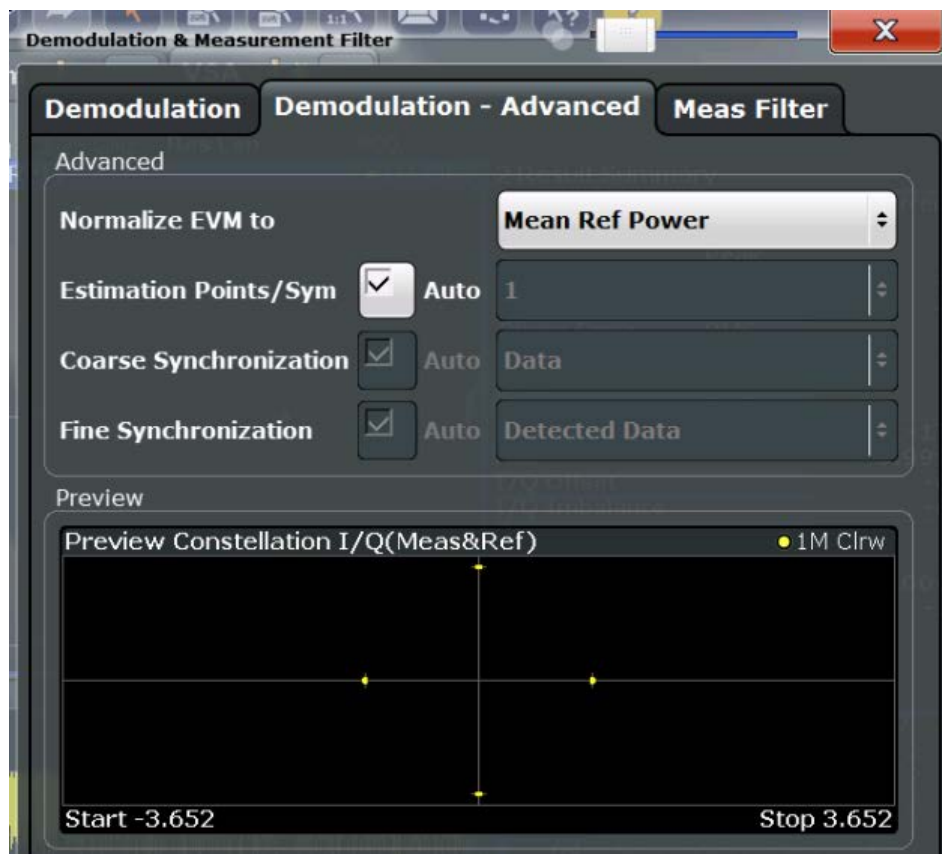 Demodulation & Measurement Filter
X
Demodulation Demodulation - Advanced Meas Filter
Advanced
Normalize EVM to Mean Ref Power
Estimation Points/Sym Auto 1
Coarse Synchronization Auto Data
Fine Synchronization Auto Detected Data
Preview
Preview Constellation I/Q(Meas&Ref) 1M Clrw
Start -3.652 Stop 3.652